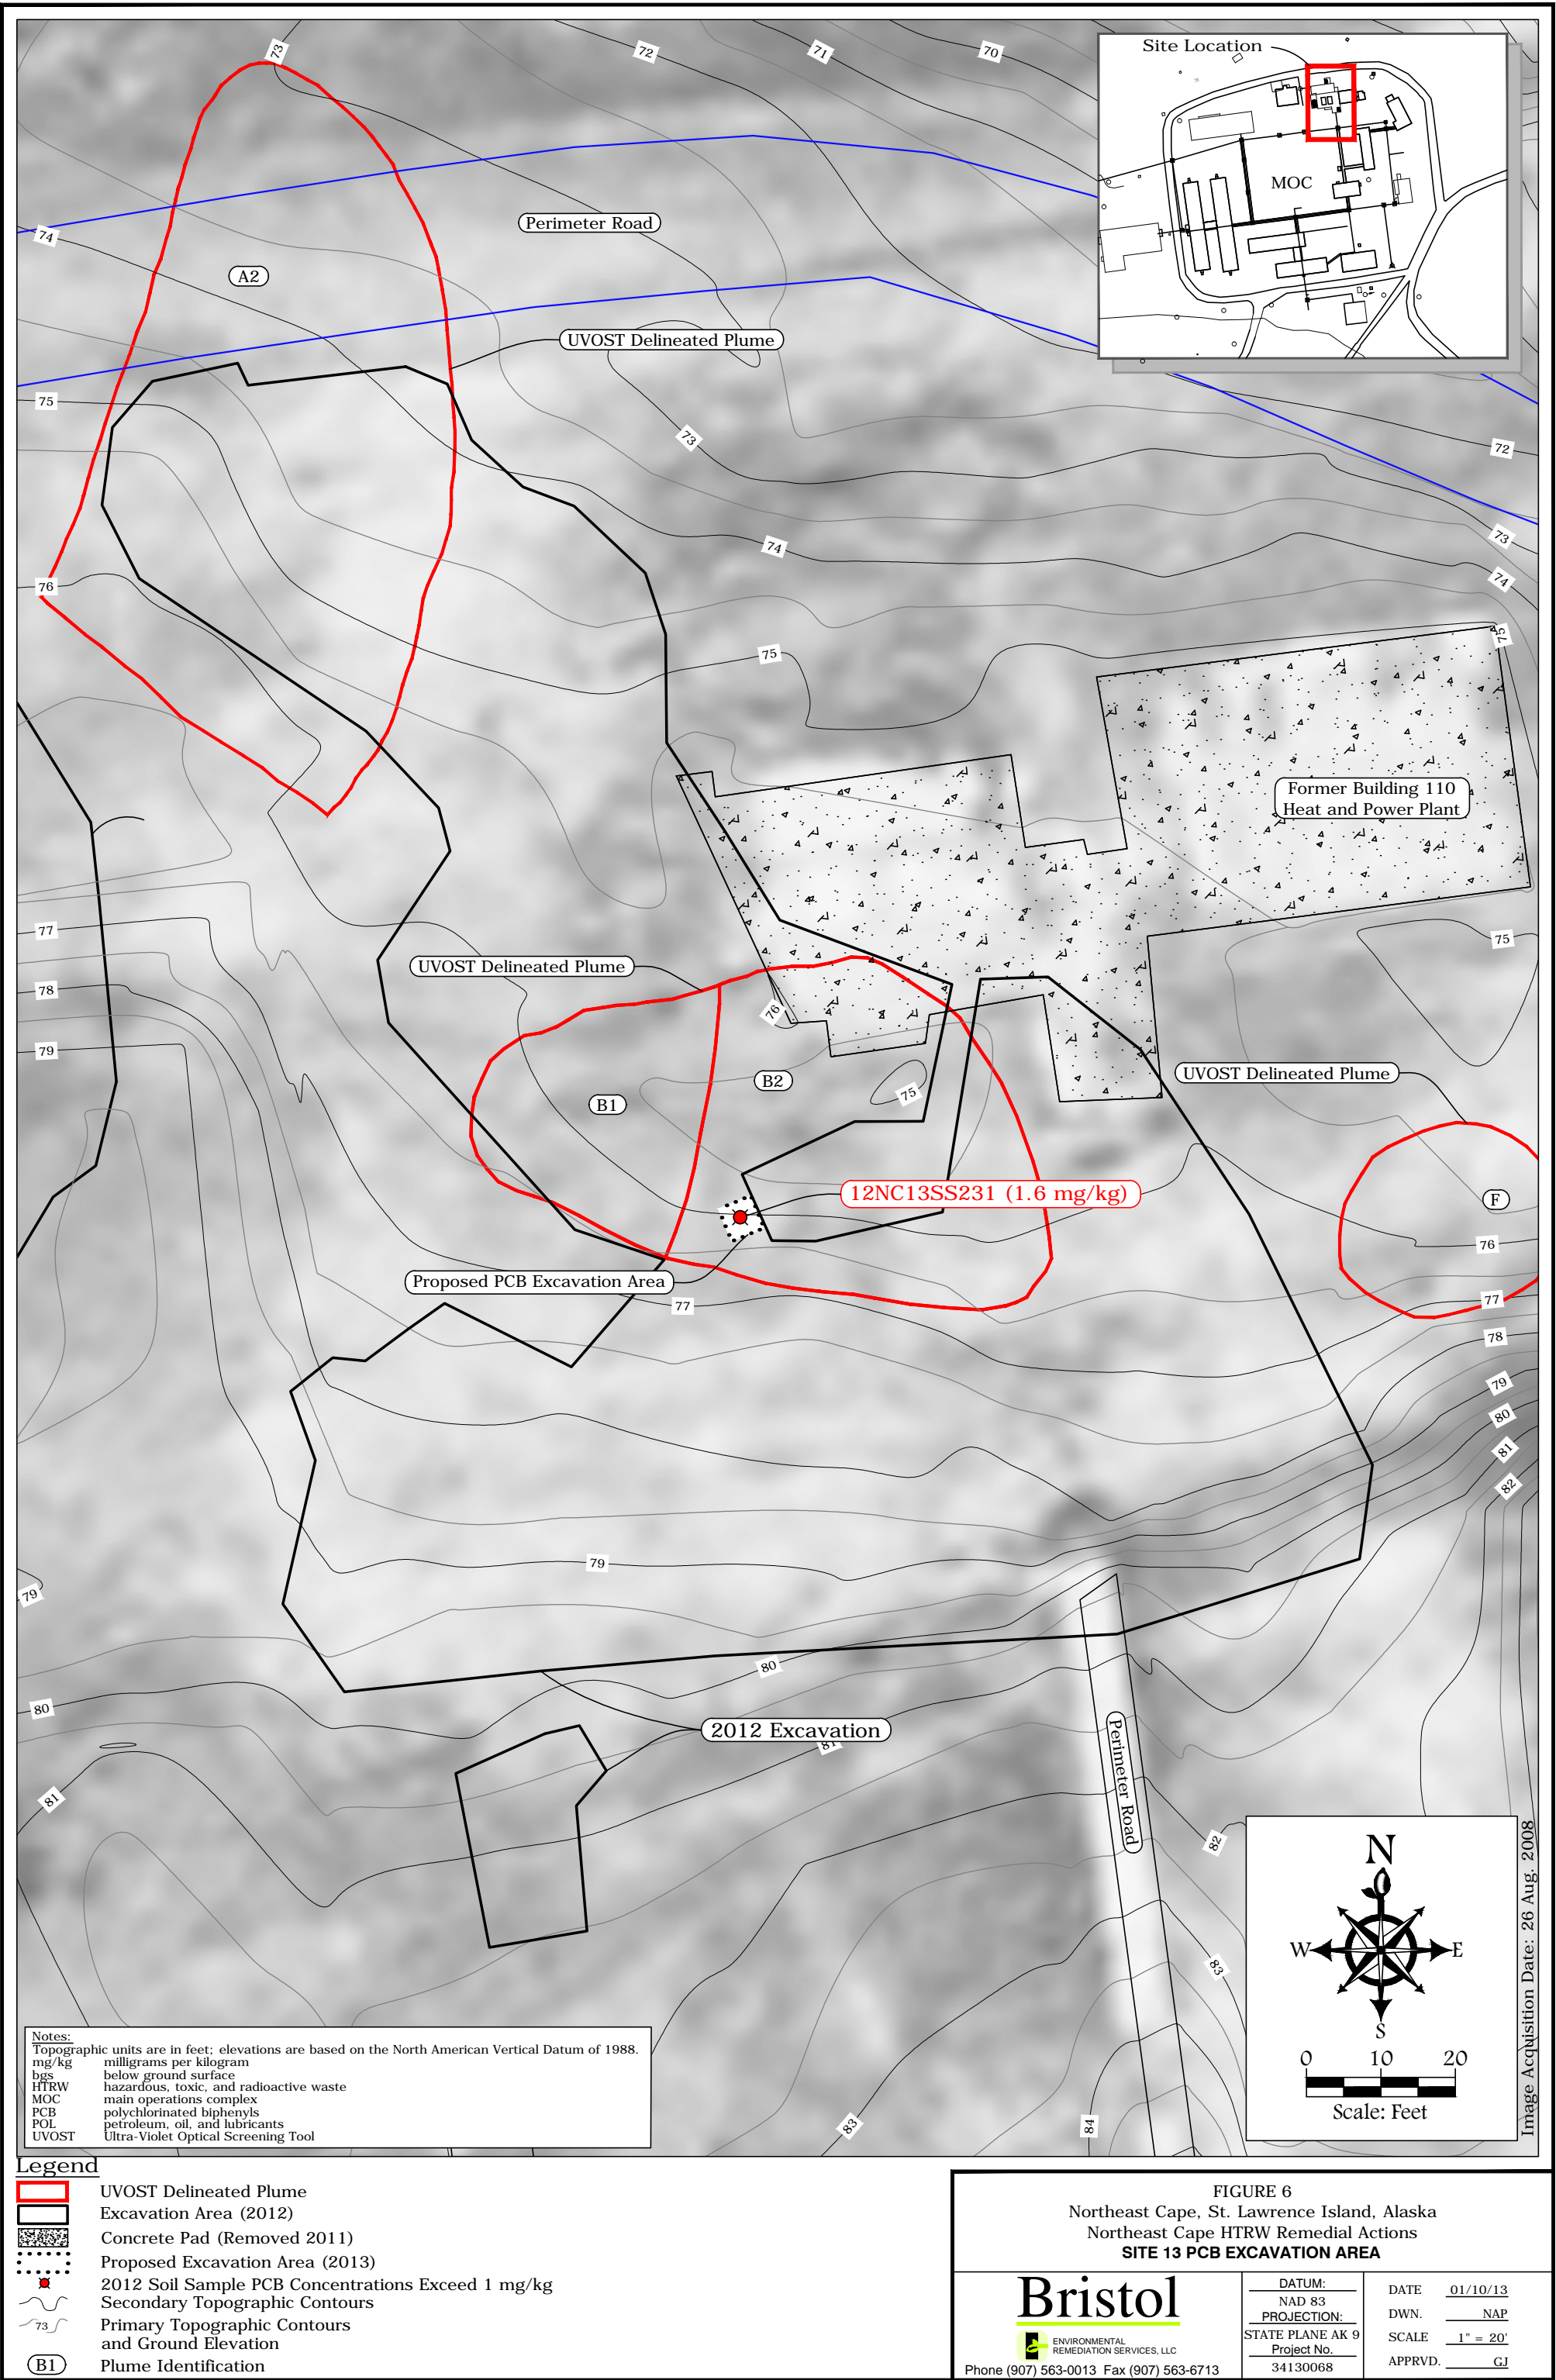 73
72
71
70
Site Location
MOC
74
Perimeter Road
A2
UVOST Delineated Plume
75
73
72
74
73
74
76
75
75
Former Building 110
Heat and Power Plant
77
UVOST Delineated Plume
75
78
76
79
B2
UVOST Delineated Plume
B1
75
12NC13SS231 (1.6 mg/kg)
F
76
Proposed PCB Excavation Area
77
77
78
79
80
81
82
79
79
80
80
2012 Excavation
81
81
Perimeter Road
82
83
83
84
N
W
E
S
0 10 20
Scale: Feet
Image Acquisition Date: 26 Aug. 2008
Notes:
Topographic units are in feet; elevations are based on the North American Vertical Datum of 1988.
mg/kg milligrams per kilogram
bgs below ground surface
HTRW hazardous, toxic, and radioactive waste
MOC main operations complex
PCB polychlorinated biphenyls
POL petroleum, oil, and lubricants
UVOST Ultra-Violet Optical Screening Tool
Legend
UVOST Delineated Plume
Excavation Area (2012)
Concrete Pad (Removed 2011)
Proposed Excavation Area (2013)
2012 Soil Sample PCB Concentrations Exceed 1 mg/kg
Secondary Topographic Contours
73 Primary Topographic Contours
and Ground Elevation
B1 Plume Identification
FIGURE 6
Northeast Cape, St. Lawrence Island, Alaska
Northeast Cape HTRW Remedial Actions
SITE 13 PCB EXCAVATION AREA
Bristol
ENVIRONMENTAL
REMEDIATION SERVICES, LLC
Phone (907) 563-0013 Fax (907) 563-6713
DATUM:
NAD 83
PROJECTION:
STATE PLANE AK 9
Project No.
34130068
DATE 01/10/13
DWN. NAP
SCALE 1" = 20'
APPRVD. GJ